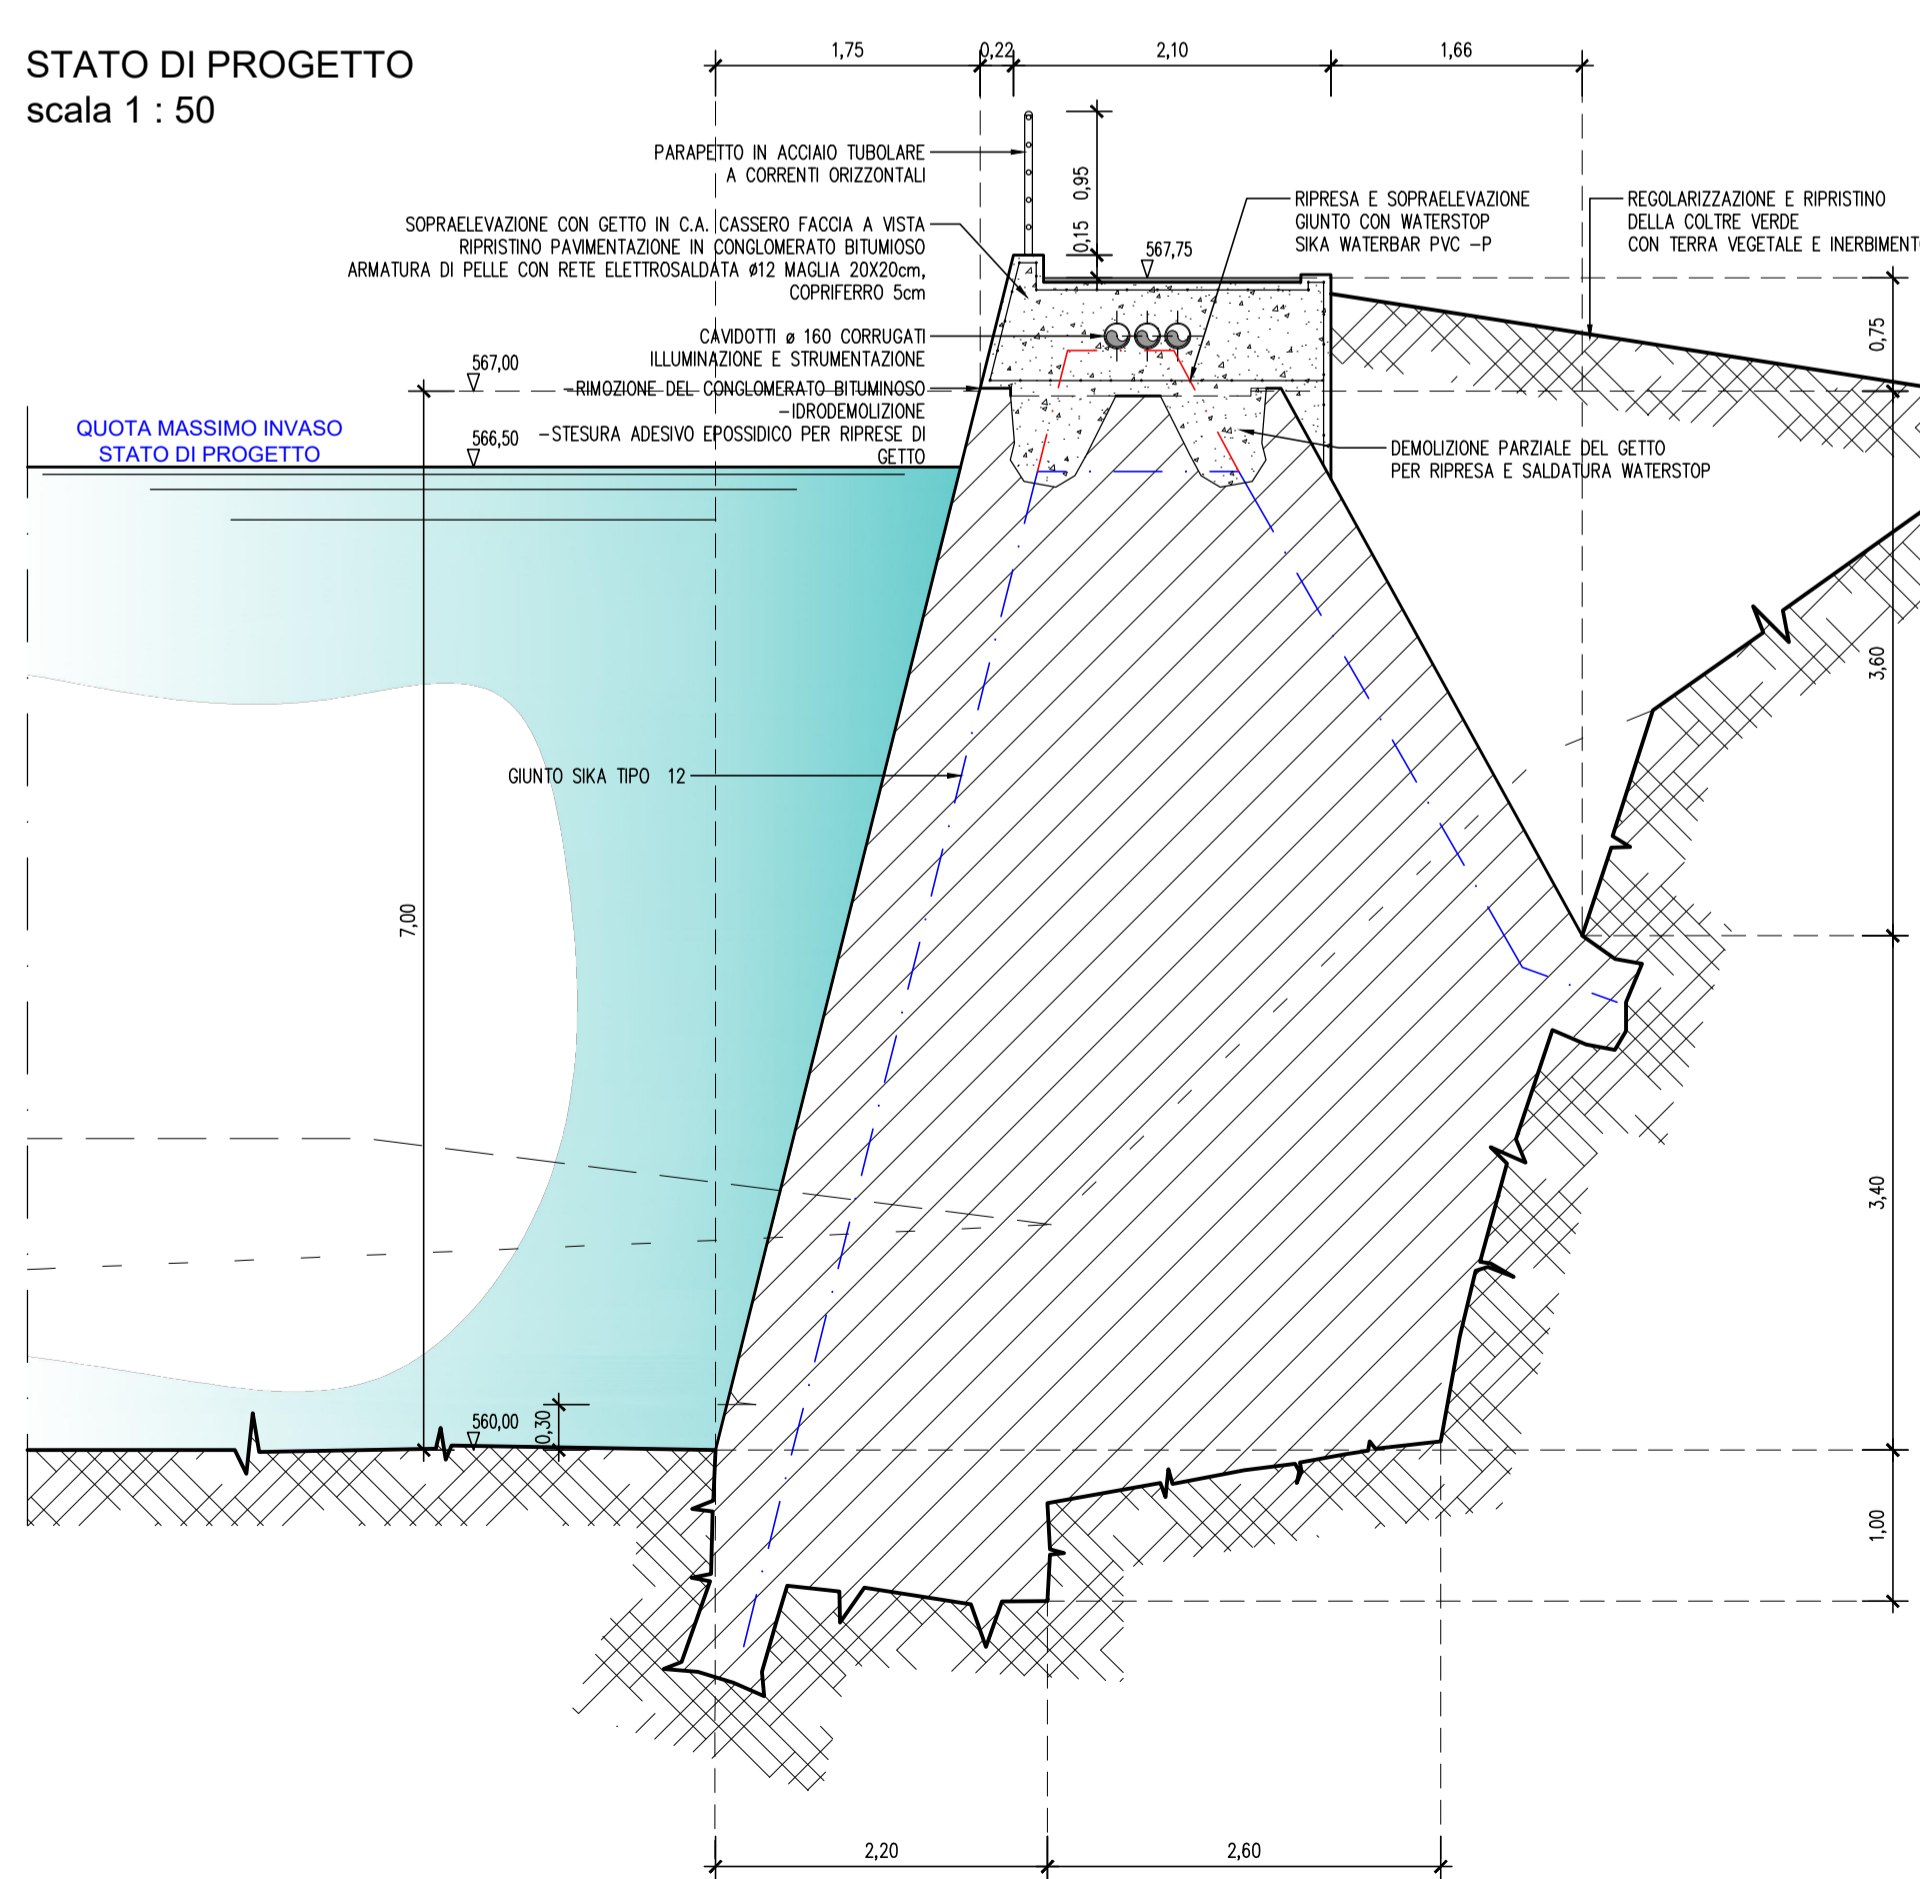 STATO DI PROGETTO
scala 1 : 50
1,75
0,22
2,10
1,66
PARAPETTO IN ACCIAIO TUBOLARE
A CORRENTI ORIZZONTALI
0,95
0,15
SOPRAELEVAZIONE CON GETTO IN C.A. CASSERO FACCIA A VISTA
RIPRISTINO PAVIMENTAZIONE IN CONGLOMERATO BITUMIOSO
ARMATURA DI PELLE CON RETE ELETTROSALDATA ø12 MAGLIA 20X20cm,
COPRIFERRO 5cm
567,75
RIPRESA E SOPRAELEVAZIONE
GIUNTO CON WATERSTOP
SIKA WATERBAR PVC -P
REGOLARIZZAZIONE E RIPRISTINO
DELLA COLTRE VERDE
CON TERRA VEGETALE E INERBIMENTO
CAVIDOTTI ø 160 CORRUGATI
ILLUMINAZIONE E STRUMENTAZIONE
0,75
567,00
-RIMOZIONE DEL CONGLOMERATO BITUMINOSO
-IDRODEMOLIZIONE
-STESURA ADESIVO EPOSSIDICO PER RIPRESE DI
GETTO
QUOTA MASSIMO INVASO
STATO DI PROGETTO
566,50
DEMOLIZIONE PARZIALE DEL GETTO
PER RIPRESA E SALDATURA WATERSTOP
3,60
GIUNTO SIKA TIPO 12
7,00
3,40
560,00
0,30
1,00
2,20
2,60